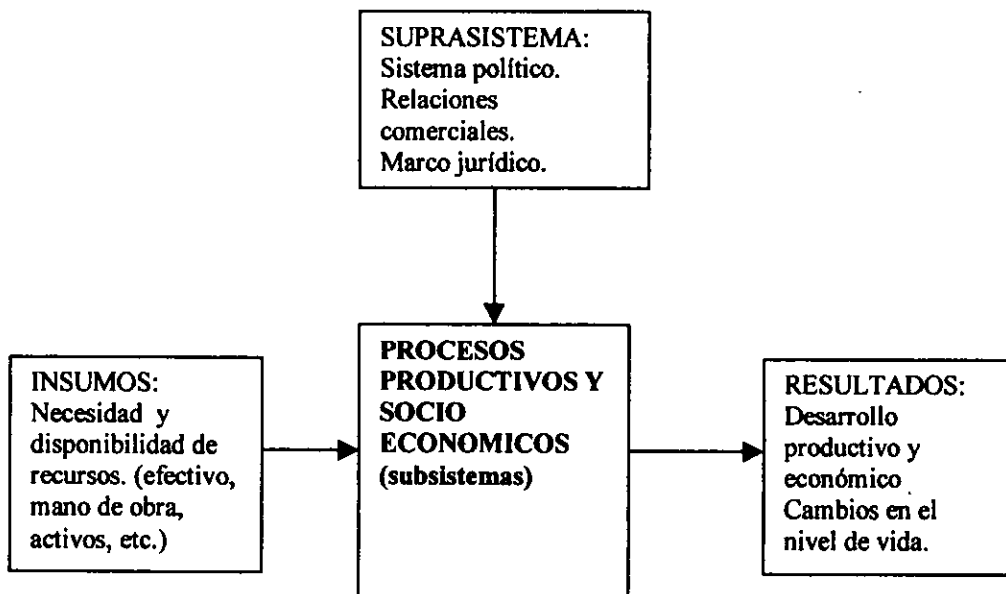 SUPRASISTEMA:
Sistema político.
Relaciones
comerciales.
Marco jurídico.
INSUMOS:
Necesidad y
disponibilidad de
recursos. (efectivo,
mano de obra,
activos, etc.)
PROCESOS
PRODUCTIVOS Y
SOCIO
ECONOMICOS
(subsistemas)
RESULTADOS:
Desarrollo
productivo y
económico
Cambios en el
nivel de vida.